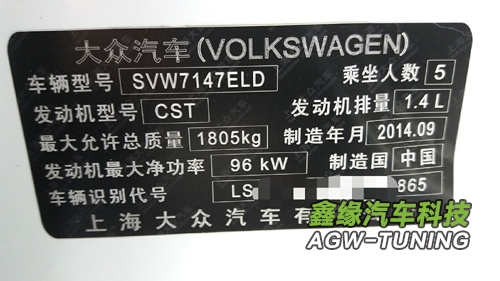 大众汽车(VOLKSWAGEN)
车辆型号 SVW7147ELD 乘坐人数 5
发动机型号 CST 发动机排量 1.4 L
最大允许总质量 1805kg 制造年月 2014.09
发动机最大净功率 96 kW 制造国 中国
车辆识别代号 LS 865
上海大众汽车有
鑫缘汽车科技
AGW-TUNING